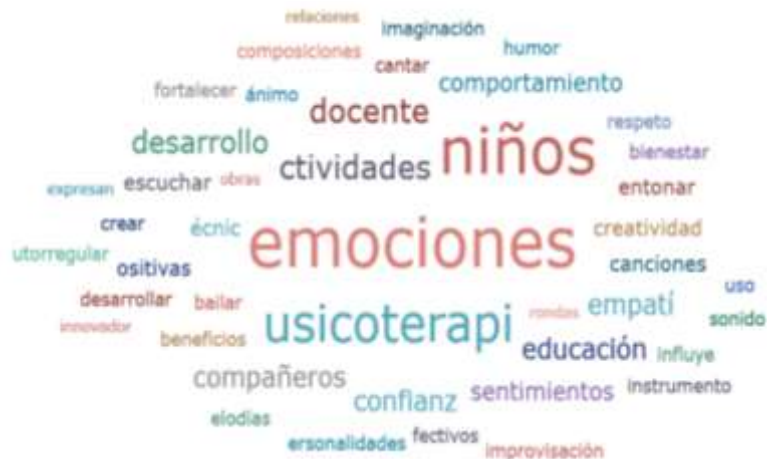 relaciones
imaginación
composiciones
humor
cantar
fortalecer
ánimo
comportamiento
docente
respeto
desarrollo
niños
bienestar
ctividades
expresan
escuchar
obras
entonar
crear
écnic
emociones
creatividad
utorregular
ositivas
canciones
desarrollar
bailar
uso
innovador
beneficios
usicoterapi
rondas
empatí
sonido
educación
influye
compañeros
confianz
sentimientos
instrumento
elodias
ersonalidades
fectivos
improvisación